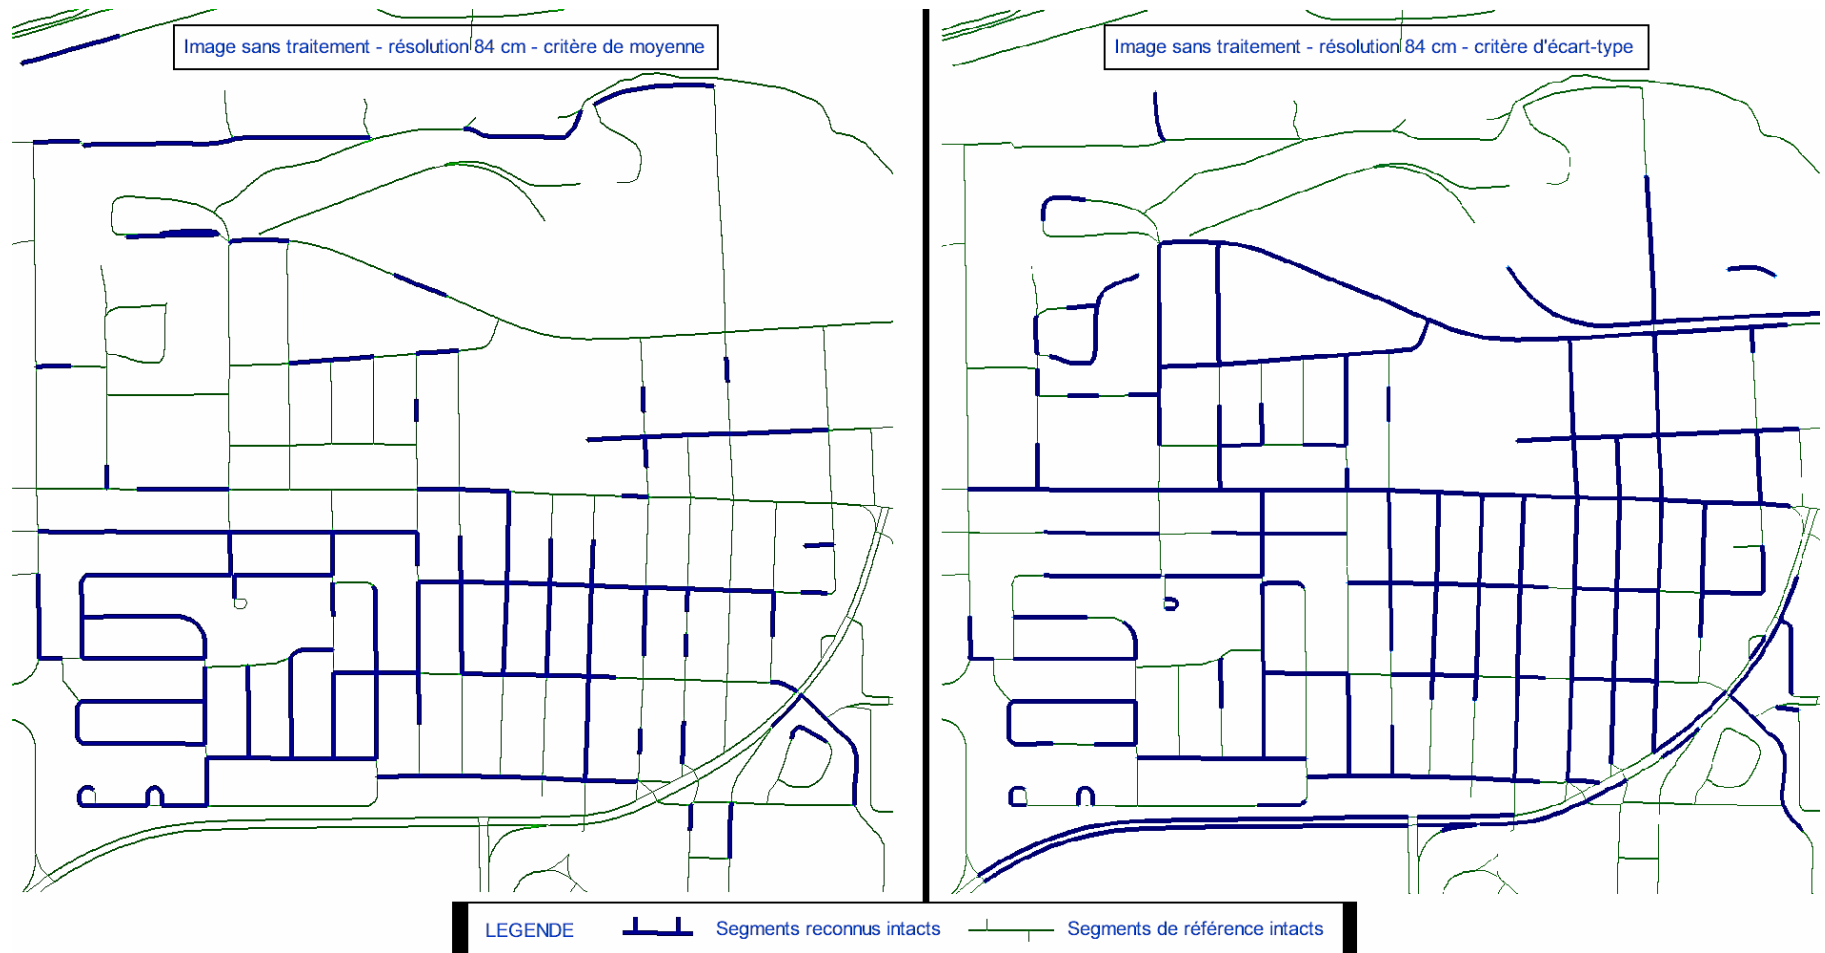 Image sans traitement - résolution 84 cm - critère de moyenne
Image sans traitement - résolution 84 cm - critère d'écart-type
LEGENDE
Segments reconnus intacts
Segments de référence intacts